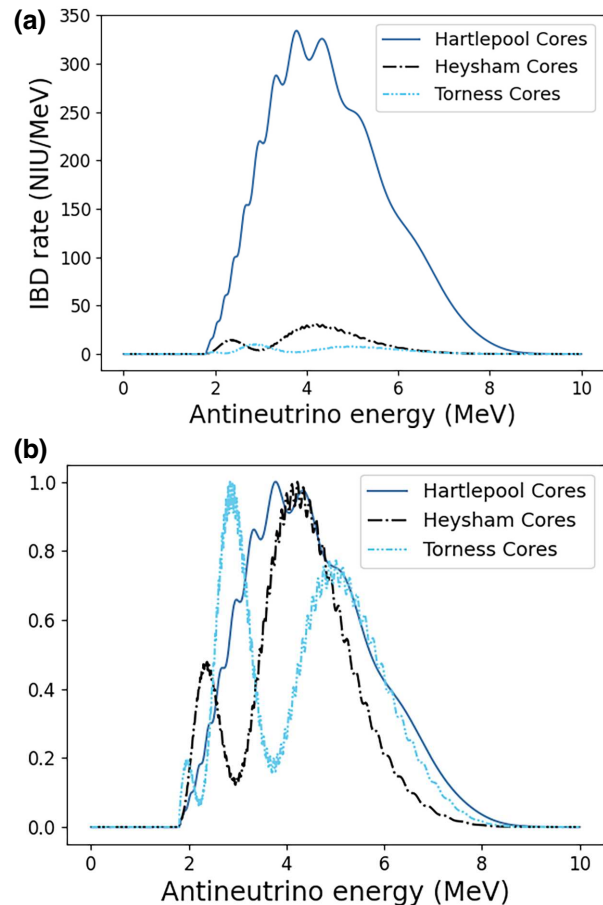 (a)
350
300
250
200
150
100
50
0
IBD rate (NIU/MeV)
Hartlepool Cores
Heysham Cores
Torness Cores
0 2 4 6 8 10
Antineutrino energy (MeV)
(b)
1.0
0.8
0.6
0.4
0.2
0.0
Hartlepool Cores
Heysham Cores
Torness Cores
0 2 4 6 8 10
Antineutrino energy (MeV)